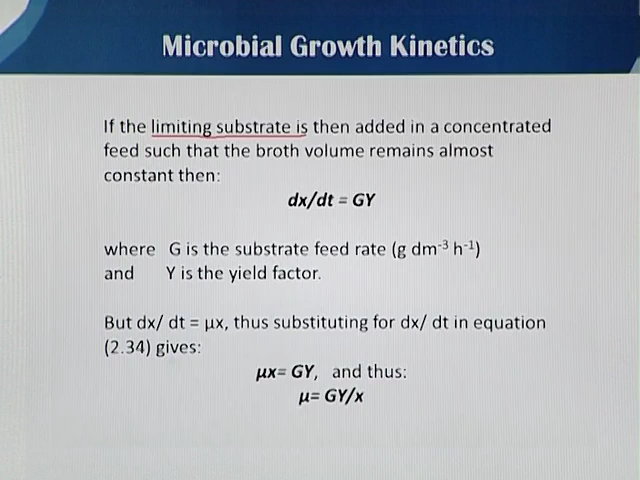 Microbial Growth Kinetics
If the limiting substrate is then added in a concentrated
feed such that the broth volume remains almost
constant then:
dx/dt = GY
where G is the substrate feed rate (g dm⁻³ h⁻¹)
and Y is the yield factor.
But dx/ dt = μx, thus substituting for dx/ dt in equation
(2.34) gives:
μx= GY, and thus:
μ= GY/x